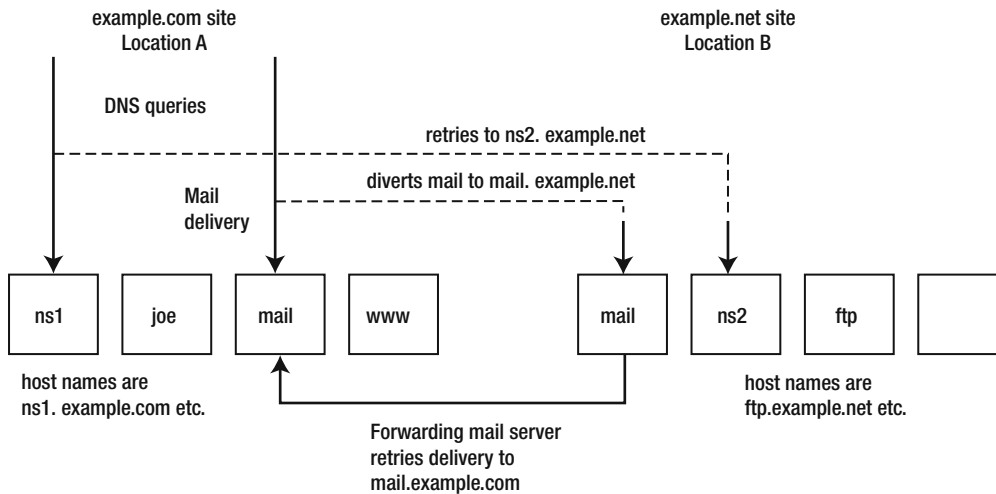 example.com site
Location A
example.net site
Location B
DNS queries
retries to ns2. example.net
diverts mail to mail. example.net
Mail
delivery
ns1
joe
mail
www
mail
ns2
ftp
host names are
ns1. example.com etc.
host names are
ftp.example.net etc.
Forwarding mail server
retries delivery to
mail.example.com